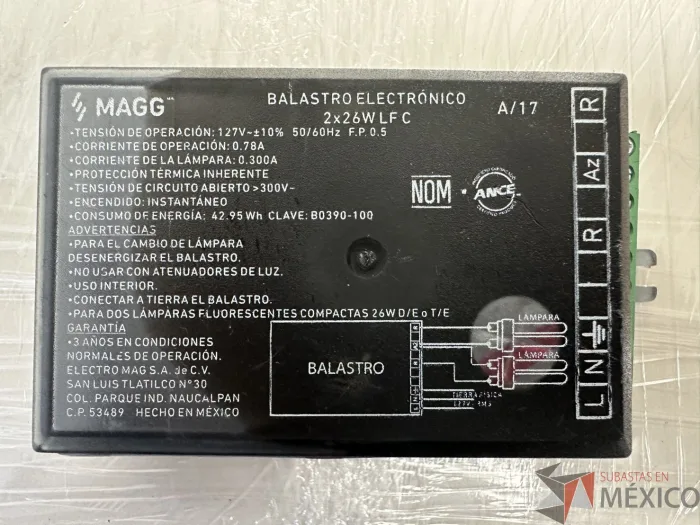 MAGG
BALASTRO ELECTRÓNICO
2x26W LF C
A/17
•TENSIÓN DE OPERACIÓN: 127V~±10% 50/60Hz F.P. 0.5
•CORRIENTE DE OPERACIÓN: 0.78A
•CORRIENTE DE LA LÁMPARA: 0.300A
•PROTECCIÓN TÉRMICA INHERENTE
•TENSIÓN DE CIRCUITO ABIERTO >300V~
•ENCENDIDO: INSTANTÁNEO
•CONSUMO DE ENERGÍA: 42.95 Wh CLAVE: B0390-100
ADVERTENCIAS
•PARA EL CAMBIO DE LÁMPARA
DESENERGIZAR EL BALASTRO.
•NO USAR CON ATENUADORES DE LUZ.
•USO INTERIOR.
•CONECTAR A TIERRA EL BALASTRO.
•PARA DOS LÁMPARAS FLUORESCENTES COMPACTAS 26W D/E o T/E
GARANTÍA
•3 AÑOS EN CONDICIONES
NORMALES DE OPERACIÓN.
ELECTRO MAG S.A. de C.V.
SAN LUIS TLATILCO N°30
COL. PARQUE IND. NAUCALPAN
C.P. 53489 HECHO EN MÉXICO
NOM
ANCE
BALASTRO
LÁMPARA
LÁMPARA
R
Az
R
N
L
SUBASTAS EN
MÉXICO